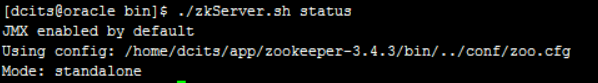 [dcits@oracle bin]$ ./zkServer.sh status
JMX enabled by default
Using config: /home/dcits/app/zookeeper-3.4.3/bin/../conf/zoo.cfg
Mode: standalone